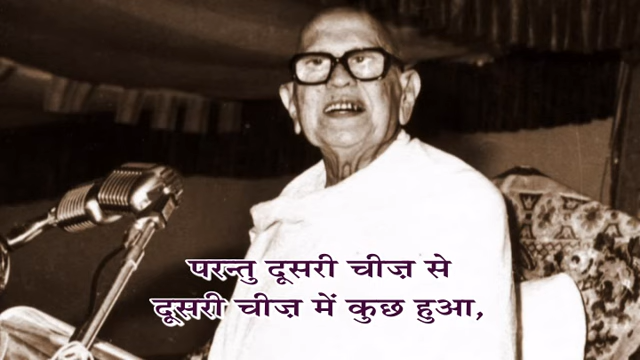 परन्तु दूसरी चीज़ से
दूसरी चीज़ में कुछ हुआ,